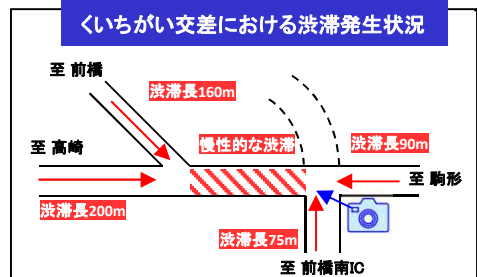 くいちがい交差における渋滞発生状況
至 前橋
渋滞長160m
至 高崎
慢性的な渋滞
渋滞長90m
至 駒形
渋滞長200m
渋滞長75m
至 前橋南IC